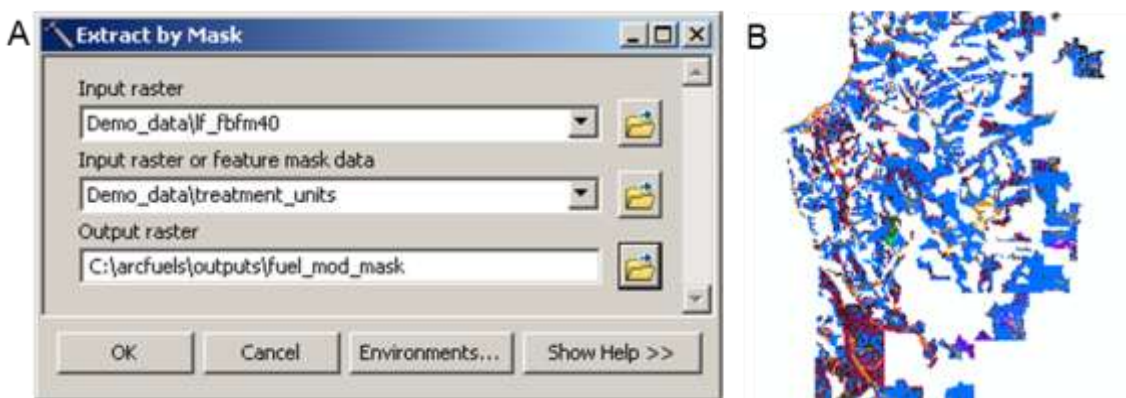 A
Extract by Mask
Input raster
Demo_data\lf_fbfm40
Input raster or feature mask data
Demo_data\treatment_units
Output raster
C:\arcfuels\outputs\fuel_mod_mask
OK Cancel Environments... Show Help >>
B